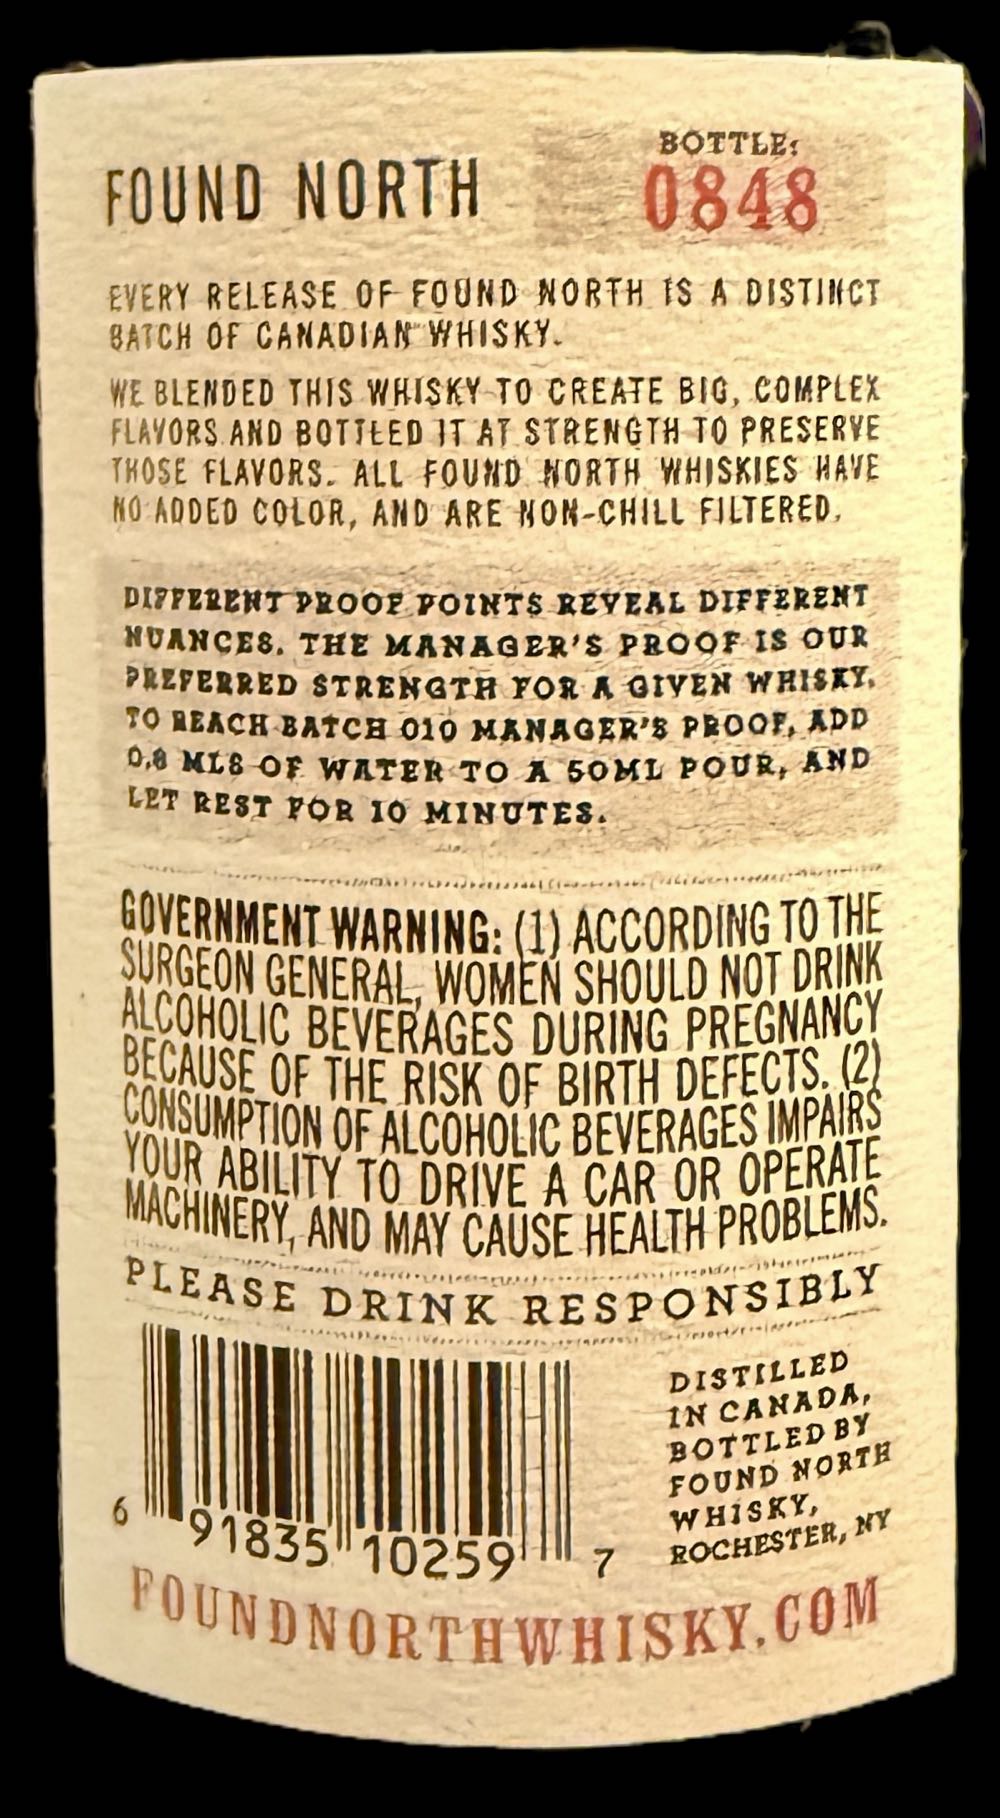 FOUND NORTH
BOTTLE:
0848
EVERY RELEASE OF FOUND NORTH IS A DISTINCT
BATCH OF CANADIAN WHISKY.
WE BLENDED THIS WHISKY TO CREATE BIG, COMPLEX
FLAVORS AND BOTTLED IT AT STRENGTH TO PRESERVE
THOSE FLAVORS. ALL FOUND NORTH WHISKIES HAVE
NO ADDED COLOR, AND ARE NON-CHILL FILTERED.
DIFFERENT PROOF POINTS REVEAL DIFFERENT
NUANCES. THE MANAGER'S PROOF IS OUR
PREFERRED STRENGTH FOR A GIVEN WHISKY.
TO REACH BATCH 010 MANAGER'S PROOF, ADD
0.8 MLS OF WATER TO A 50ML POUR, AND
LET REST FOR 10 MINUTES.
GOVERNMENT WARNING: (1) ACCORDING TO THE
SURGEON GENERAL, WOMEN SHOULD NOT DRINK
ALCOHOLIC BEVERAGES DURING PREGNANCY
BECAUSE OF THE RISK OF BIRTH DEFECTS. (2)
CONSUMPTION OF ALCOHOLIC BEVERAGES IMPAIRS
YOUR ABILITY TO DRIVE A CAR OR OPERATE
MACHINERY, AND MAY CAUSE HEALTH PROBLEMS.
PLEASE DRINK RESPONSIBLY
6 91835 10259 7
DISTILLED
IN CANADA,
BOTTLED BY
FOUND NORTH
WHISKY,
ROCHESTER, NY
FOUNDNORTHWHISKY.COM